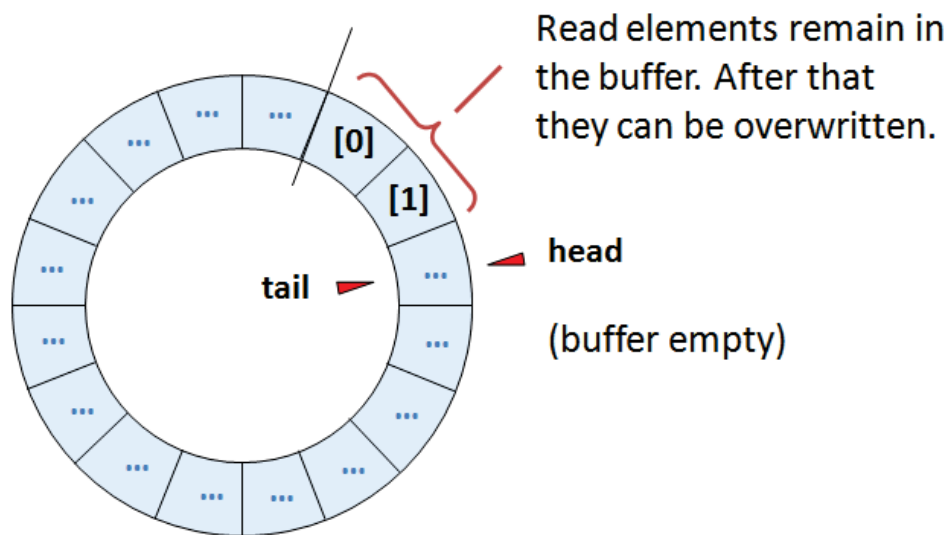 Read elements remain in
the buffer. After that
they can be overwritten.
...
...
[0]
...
[1]
...
...
...
head
tail
...
...
(buffer empty)
...
...
...
...
...
...